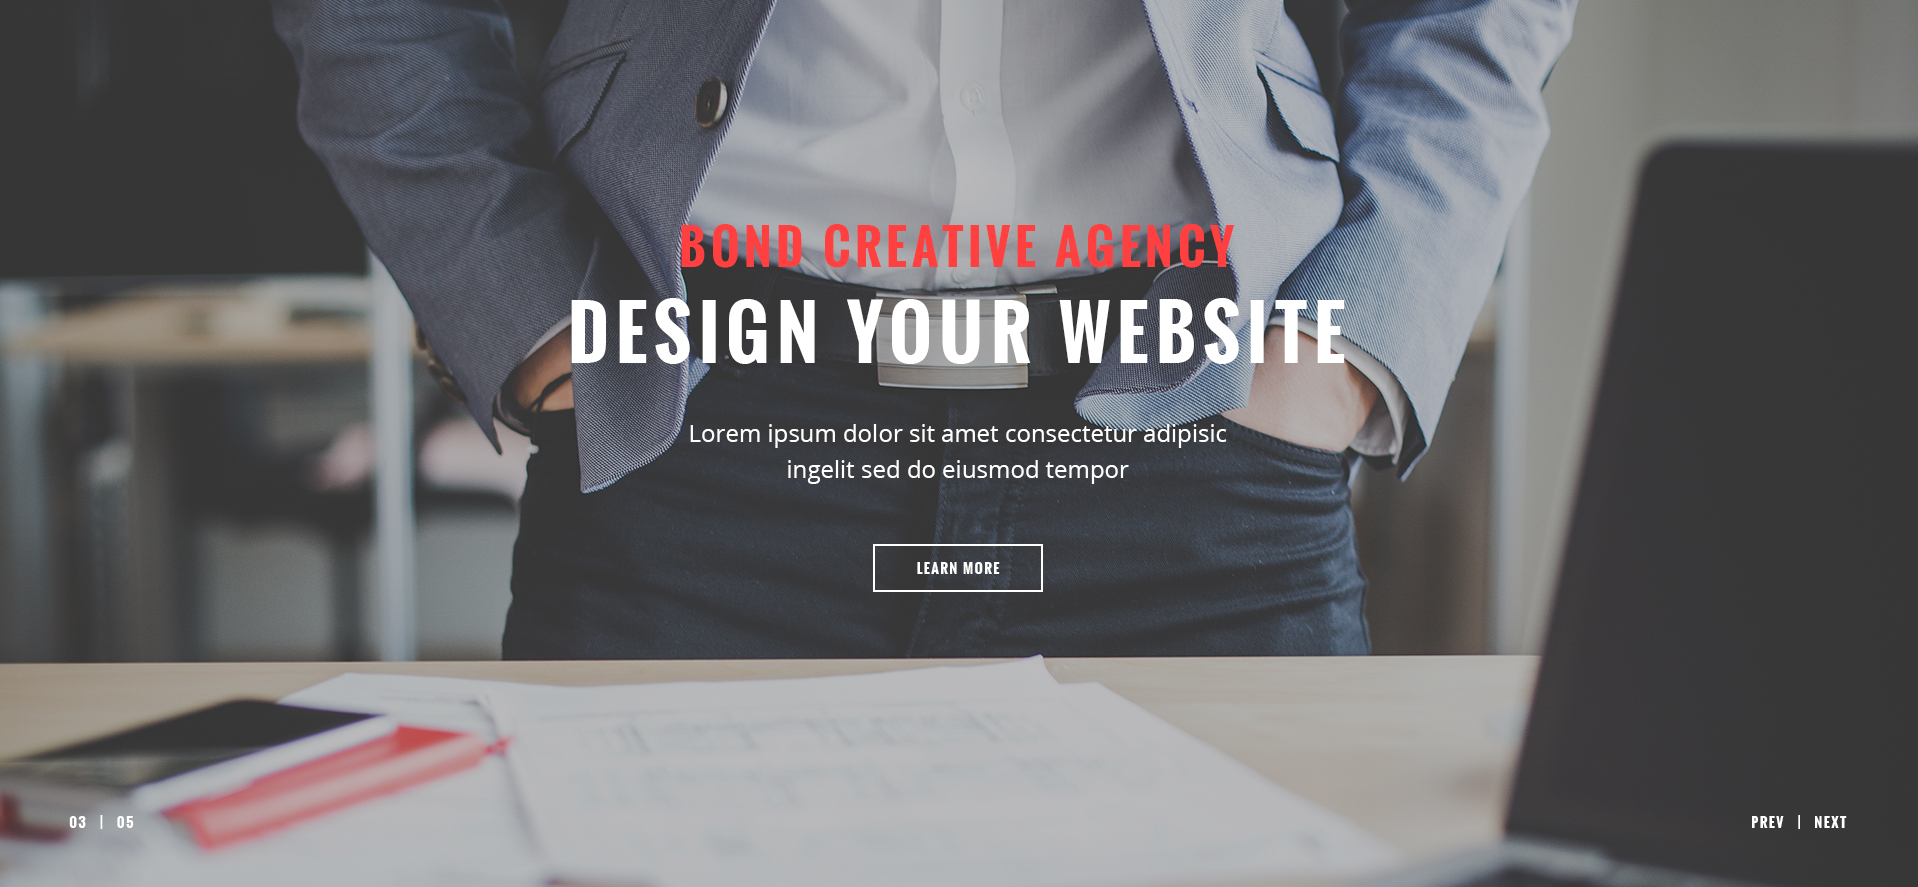 BOND CREATIVE AGENCY
DESIGN YOUR WEBSITE
Lorem ipsum dolor sit amet consectetur adipisic
ingelit sed do eiusmod tempor
LEARN MORE
03 | 05
PREV | NEXT